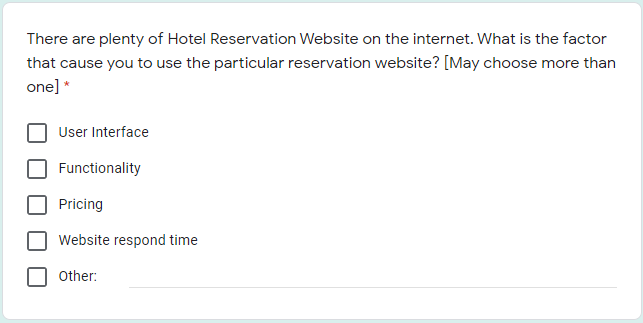 There are plenty of Hotel Reservation Website on the internet. What is the factor
that cause you to use the particular reservation website? [May choose more than
one] *
User Interface
Functionality
Pricing
Website respond time
Other: